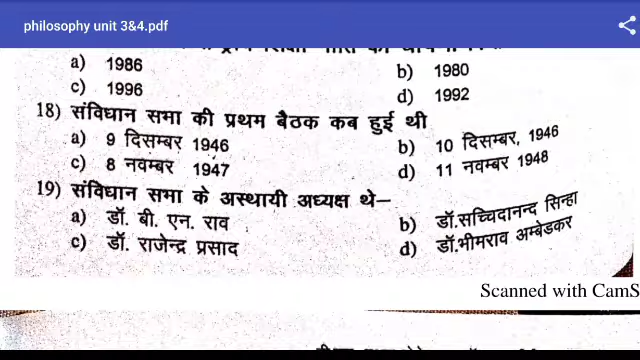 philosophy unit 3&4.pdf
a) 1986
b) 1980
c) 1996
d) 1992
18) संविधान सभा की प्रथम बैठक कब हुई थी
a) 9 दिसम्बर 1946
b) 10 दिसम्बर, 1946
c) 8 नवम्बर 1947
d) 11 नवम्बर 1948
19) संविधान सभा के अस्थायी अध्यक्ष थे–
a) डॉ. बी. एन. राव
b) डॉ.सच्चिदानन्द सिन्हा
c) डॉ. राजेन्द्र प्रसाद
d) डॉ.भीमराव अम्बेडकर
Scanned with CamS